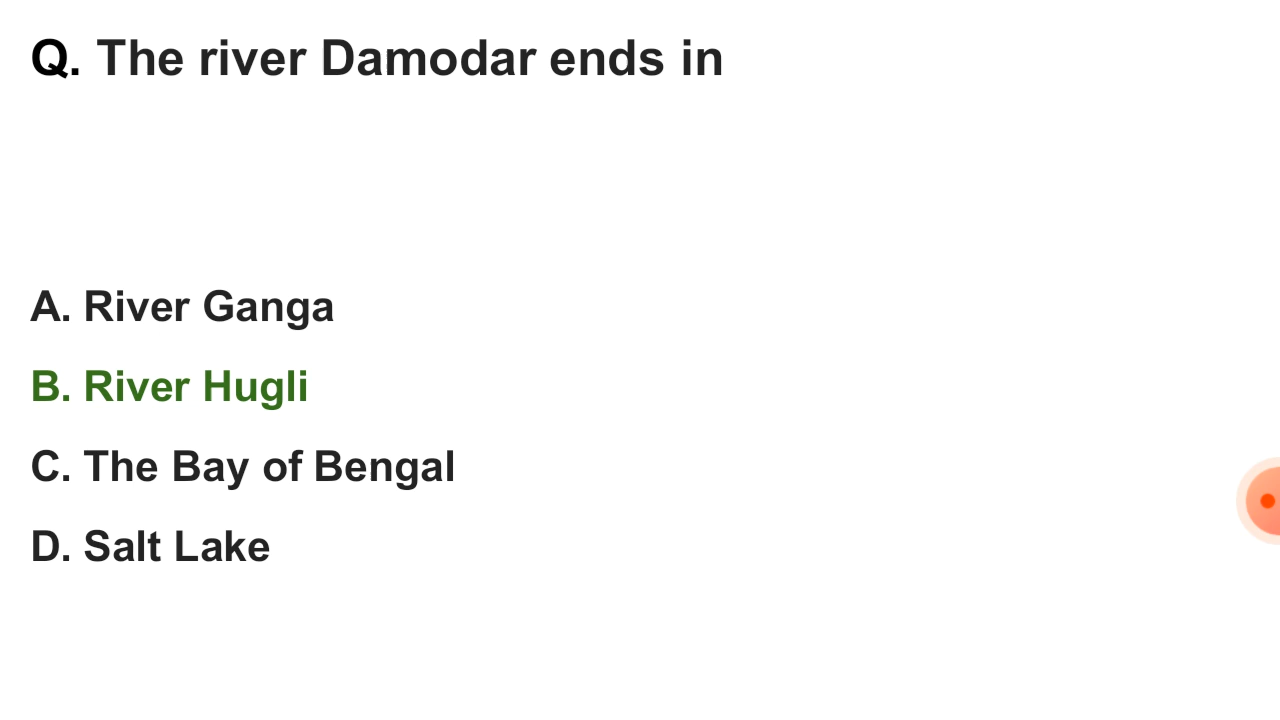 Q. The river Damodar ends in
A. River Ganga
B. River Hugli
C. The Bay of Bengal
D. Salt Lake